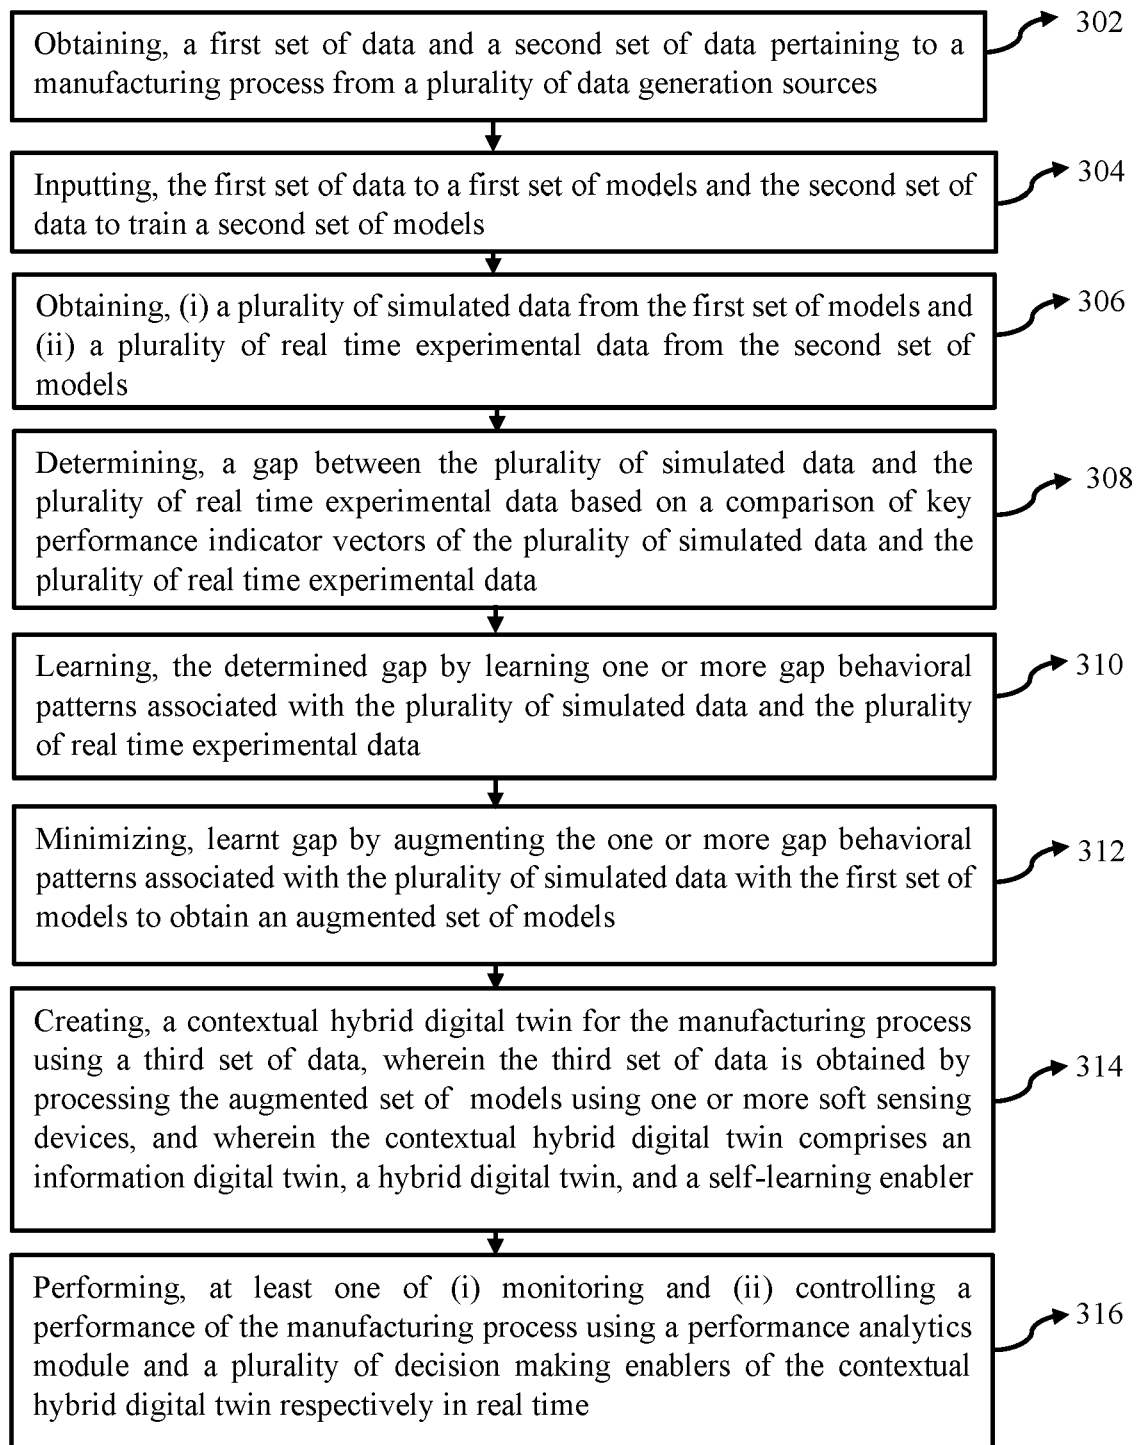 Obtaining, a first set of data and a second set of data pertaining to a
manufacturing process from a plurality of data generation sources
302
Inputting, the first set of data to a first set of models and the second set of
data to train a second set of models
304
Obtaining, (i) a plurality of simulated data from the first set of models and
(ii) a plurality of real time experimental data from the second set of
models
306
Determining, a gap between the plurality of simulated data and the
plurality of real time experimental data based on a comparison of key
performance indicator vectors of the plurality of simulated data and the
plurality of real time experimental data
308
Learning, the determined gap by learning one or more gap behavioral
patterns associated with the plurality of simulated data and the plurality
of real time experimental data
310
Minimizing, learnt gap by augmenting the one or more gap behavioral
patterns associated with the plurality of simulated data with the first set of
models to obtain an augmented set of models
312
Creating, a contextual hybrid digital twin for the manufacturing process
using a third set of data, wherein the third set of data is obtained by
processing the augmented set of models using one or more soft sensing
devices, and wherein the contextual hybrid digital twin comprises an
information digital twin, a hybrid digital twin, and a self-learning enabler
314
Performing, at least one of (i) monitoring and (ii) controlling a
performance of the manufacturing process using a performance analytics
module and a plurality of decision making enablers of the contextual
hybrid digital twin respectively in real time
316